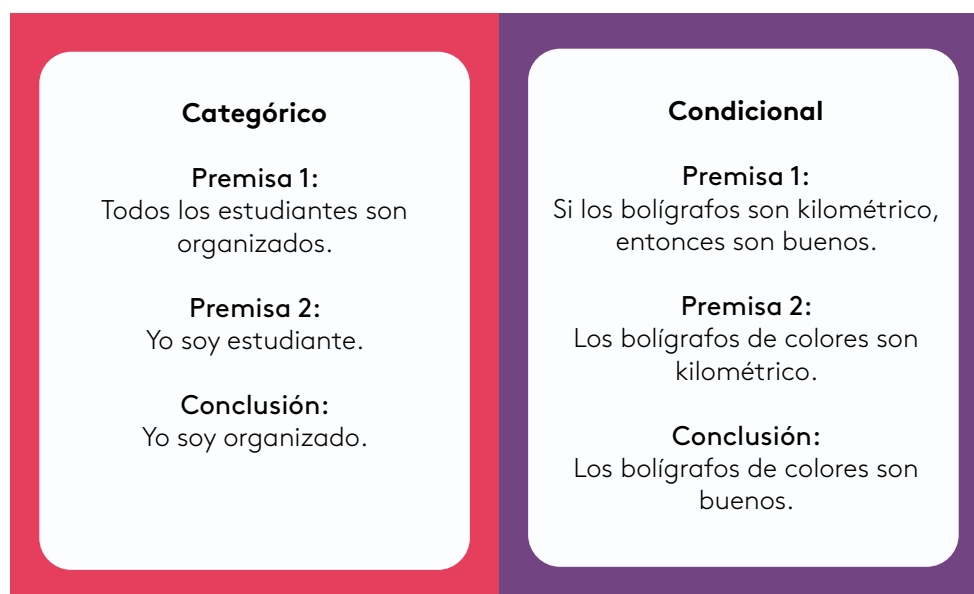 Categórico
Premisa 1:
Todos los estudiantes son
organizados.
Premisa 2:
Yo soy estudiante.
Conclusión:
Yo soy organizado.
Condicional
Premisa 1:
Si los bolígrafos son kilométrico,
entonces son buenos.
Premisa 2:
Los bolígrafos de colores son
kilométrico.
Conclusión:
Los bolígrafos de colores son
buenos.